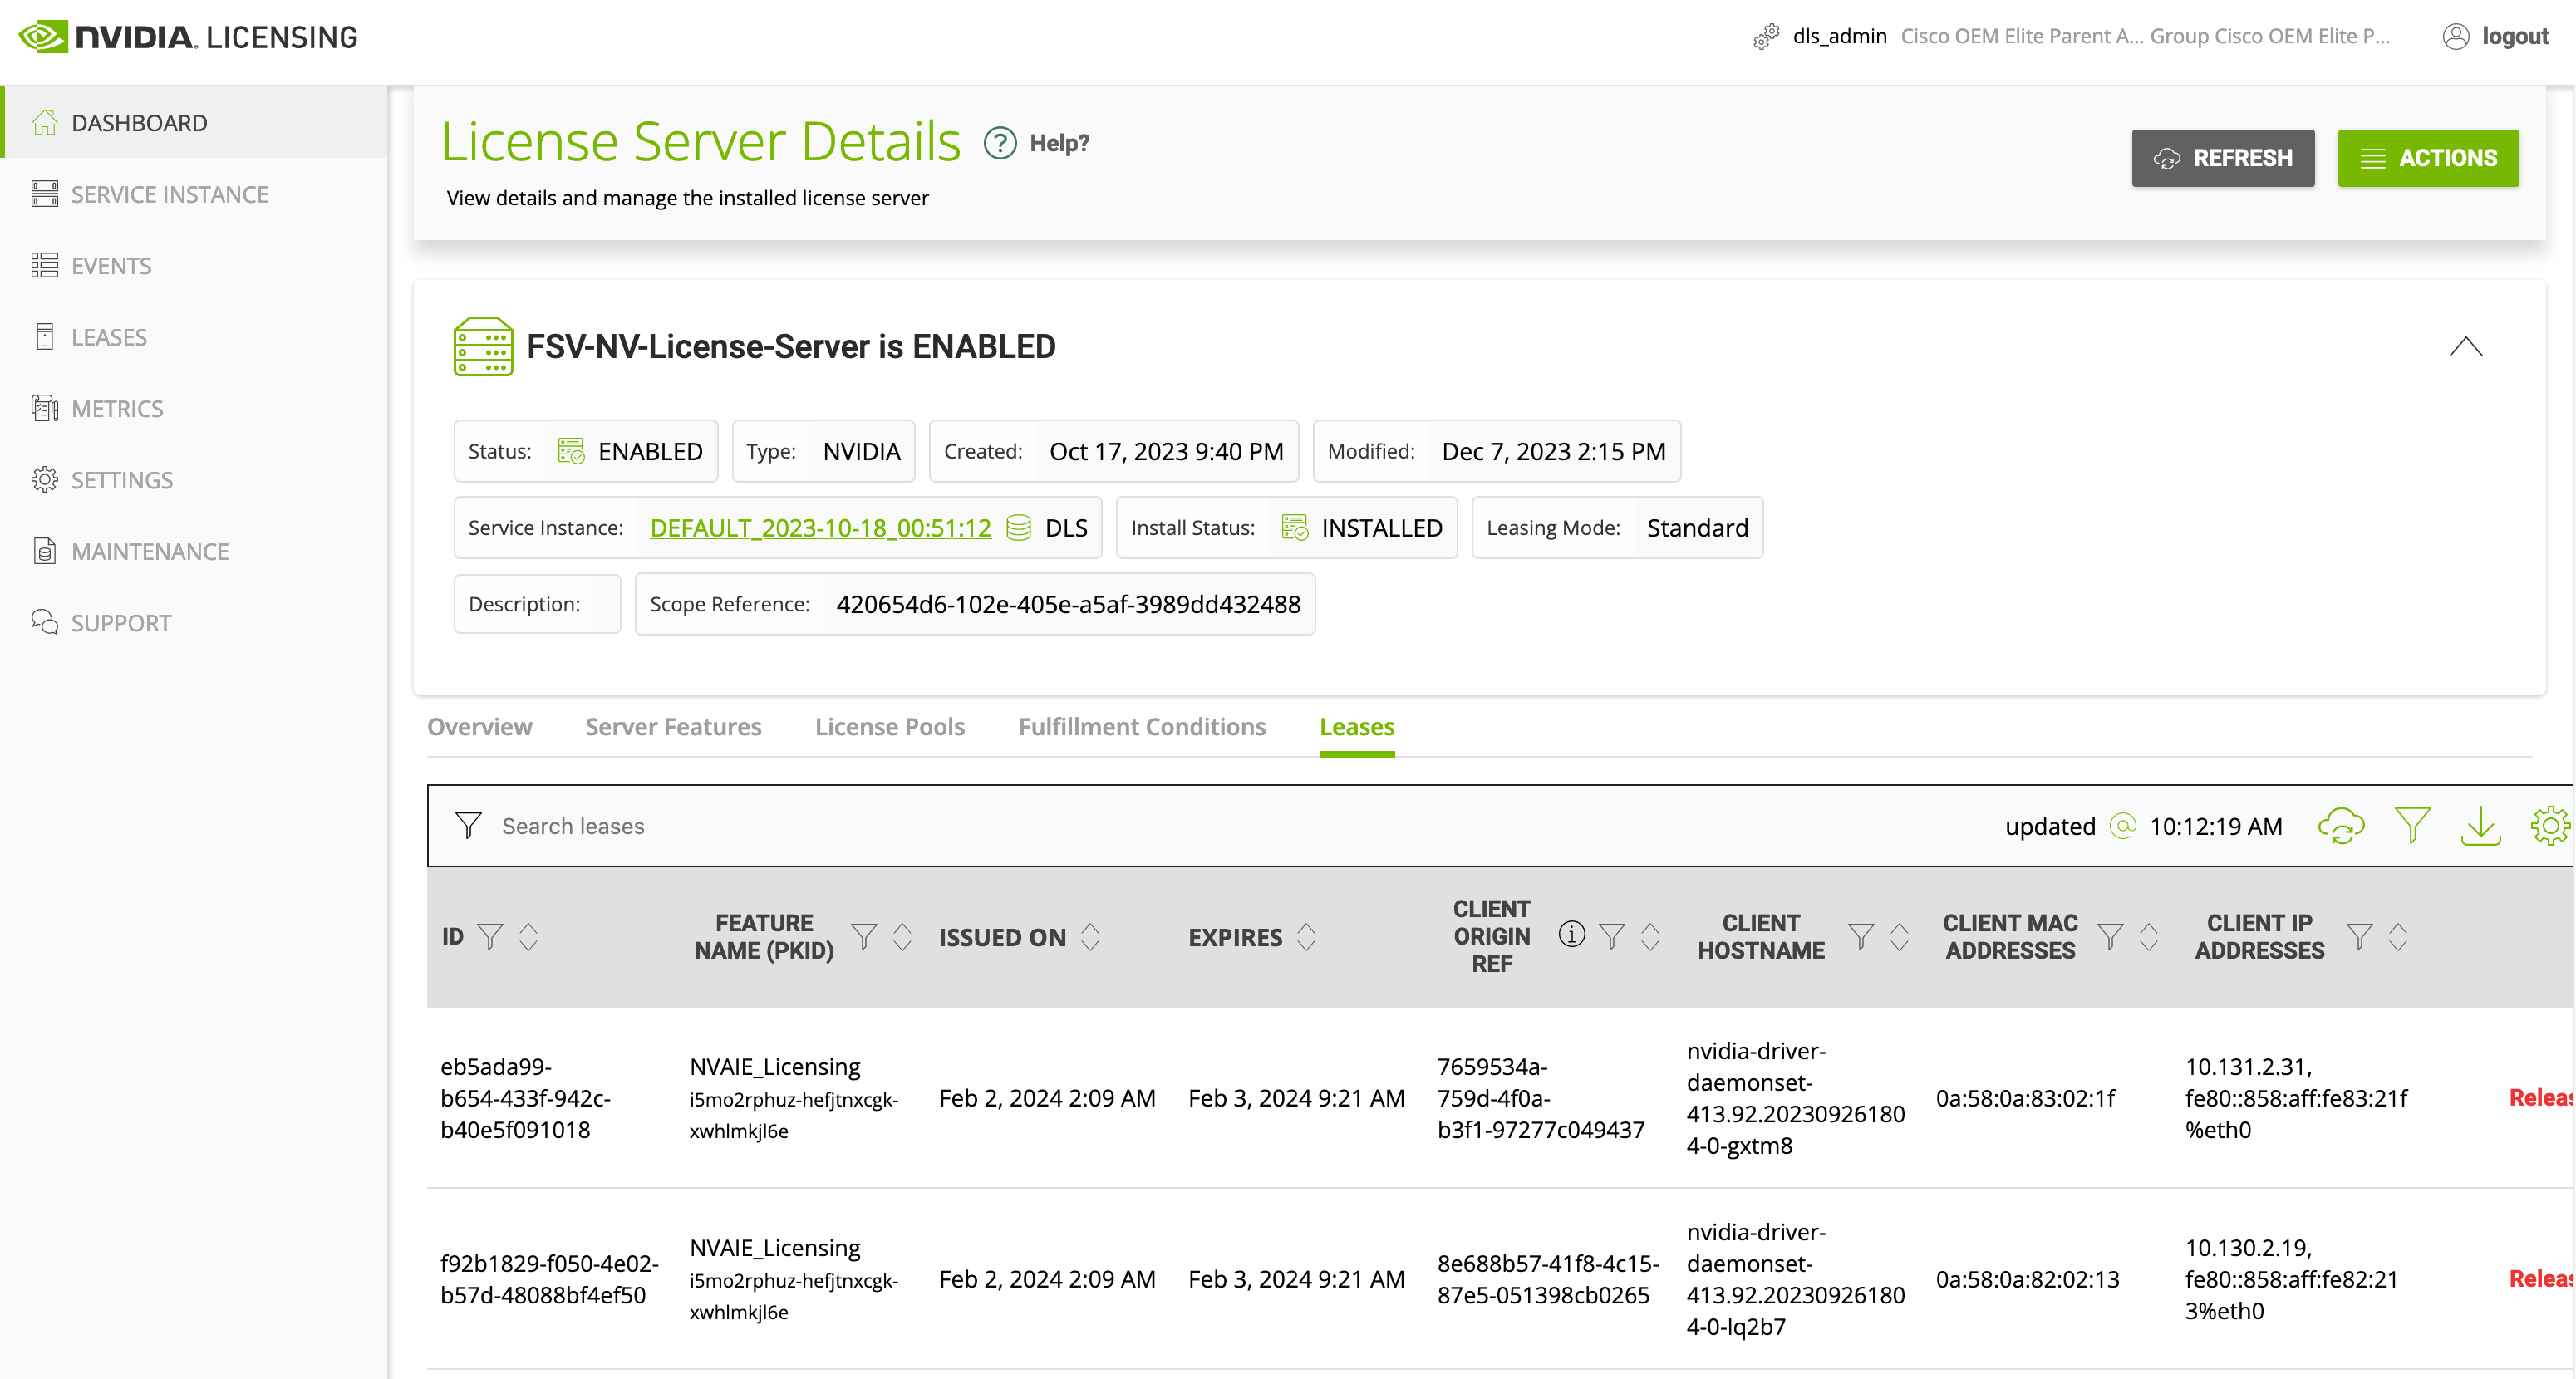 NVIDIA. LICENSING
dls_admin Cisco OEM Elite Parent A... Group Cisco OEM Elite P... logout
DASHBOARD
SERVICE INSTANCE
EVENTS
LEASES
METRICS
SETTINGS
MAINTENANCE
SUPPORT
License Server Details ? Help?
View details and manage the installed license server
REFRESH
ACTIONS
FSV-NV-License-Server is ENABLED
Status: ENABLED Type: NVIDIA Created: Oct 17, 2023 9:40 PM Modified: Dec 7, 2023 2:15 PM
Service Instance: DEFAULT_2023-10-18_00:51:12 DLS Install Status: INSTALLED Leasing Mode: Standard
Description: Scope Reference: 420654d6-102e-405e-a5af-3989dd432488
Overview Server Features License Pools Fulfillment Conditions Leases
Search leases updated @ 10:12:19 AM
ID
FEATURE
NAME (PKID)
ISSUED ON
EXPIRES
CLIENT
ORIGIN
REF
CLIENT
HOSTNAME
CLIENT MAC
ADDRESSES
CLIENT IP
ADDRESSES
eb5ada99-
b654-433f-942c-
b40e5f091018
NVAIE_Licensing
i5mo2rphuz-hefjtnxcgk-
xwhlmkjl6e
Feb 2, 2024 2:09 AM
Feb 3, 2024 9:21 AM
7659534a-
759d-4f0a-
b3f1-97277c049437
nvidia-driver-
daemonset-
413.92.20230926180
4-0-gxtm8
0a:58:0a:83:02:1f
10.131.2.31,
fe80::858:aff:fe83:21f
%eth0
Releas
f92b1829-f050-4e02-
b57d-48088bf4ef50
NVAIE_Licensing
i5mo2rphuz-hefjtnxcgk-
xwhlmkjl6e
Feb 2, 2024 2:09 AM
Feb 3, 2024 9:21 AM
8e688b57-41f8-4c15-
87e5-051398cb0265
nvidia-driver-
daemonset-
413.92.20230926180
4-0-lq2b7
0a:58:0a:82:02:13
10.130.2.19,
fe80::858:aff:fe82:21
3%eth0
Releas